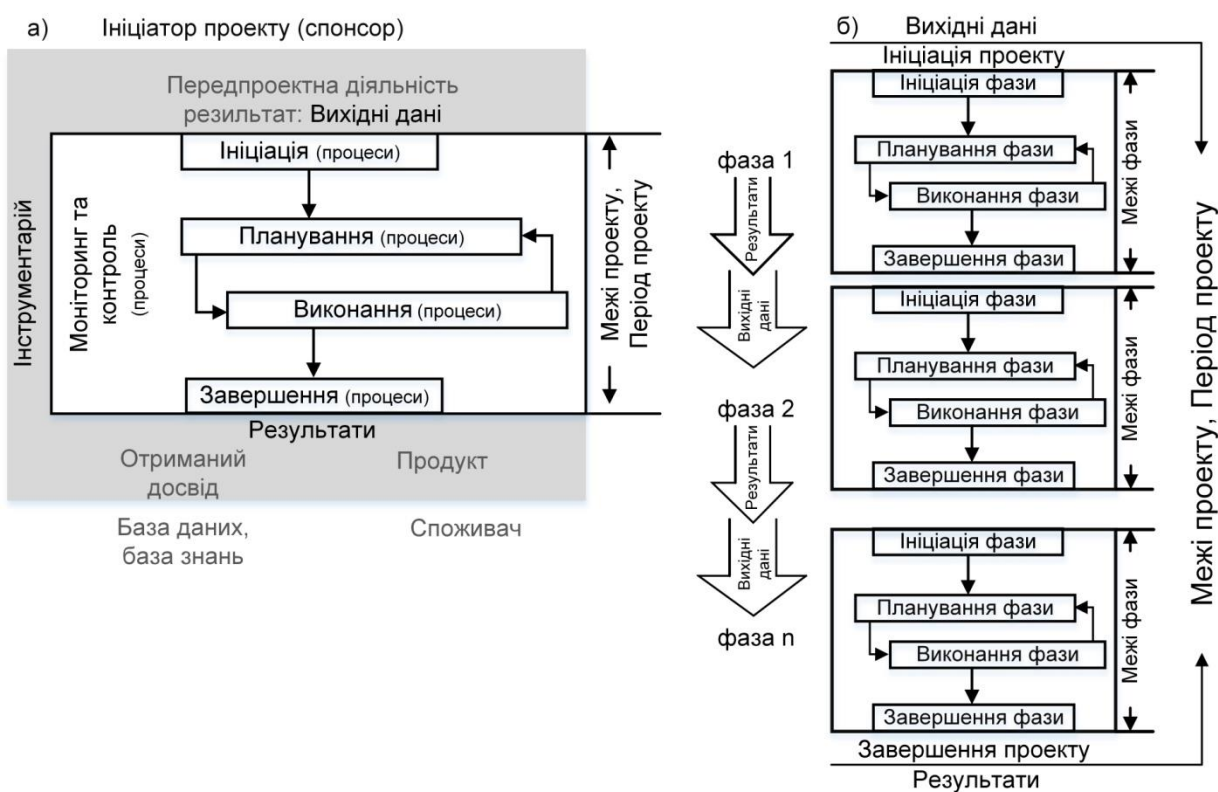 а) Ініціатор проекту (спонсор)
Передпроектна діяльність
резильтат: Вихідні дані
Інструментарій
Моніторинг та
контроль
(процеси)
Ініціація (процеси)
Планування (процеси)
Виконання (процеси)
Завершення (процеси)
Межі проекту,
Період проекту
Результати
Отриманий
досвід
Продукт
База даних,
база знань
Споживач
фаза 1
Результати
Вихідні
дані
фаза 2
Результати
Вихідні
дані
фаза n
б) Вихідні дані
Ініціація проекту
Ініціація фази
Планування фази
Виконання фази
Завершення фази
Межі фази
Ініціація фази
Планування фази
Виконання фази
Завершення фази
Межі фази
Ініціація фази
Планування фази
Виконання фази
Завершення фази
Межі фази
Завершення проекту
Результати
Межі проекту, Період проекту